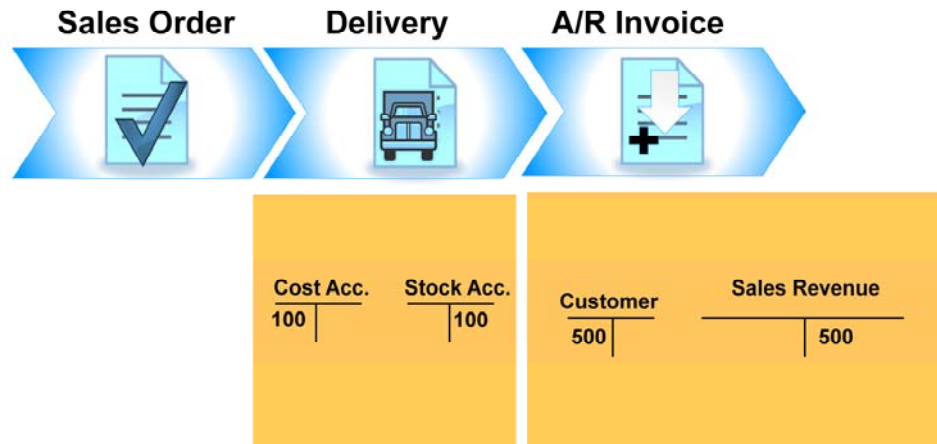 Sales Order
Delivery
A/R Invoice
Cost Acc.
Stock Acc.
100
100
Customer
Sales Revenue
500
500